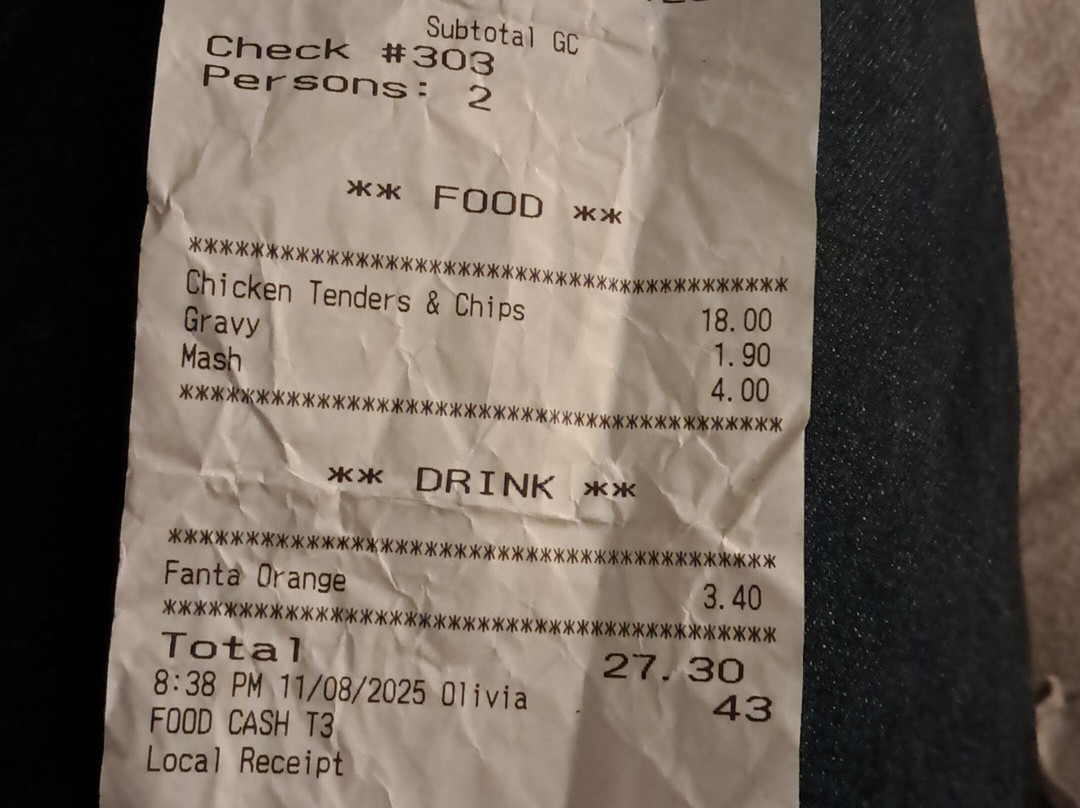 Subtotal GC
Check #303
Persons: 2
** FOOD **
****************************************
Chicken Tenders & Chips 18.00
Gravy 1.90
Mash 4.00
****************************************
** DRINK **
****************************************
Fanta Orange 3.40
****************************************
Total 27.30
8:38 PM 11/08/2025 Olivia 43
FOOD CASH T3
Local Receipt